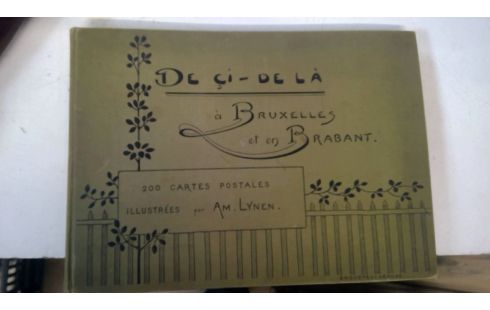 DE ÇI - DE LÀ
à BRUXELLES
et en BRABANT.
200 CARTES POSTALES
ILLUSTRÉES par AM. LYNEN.